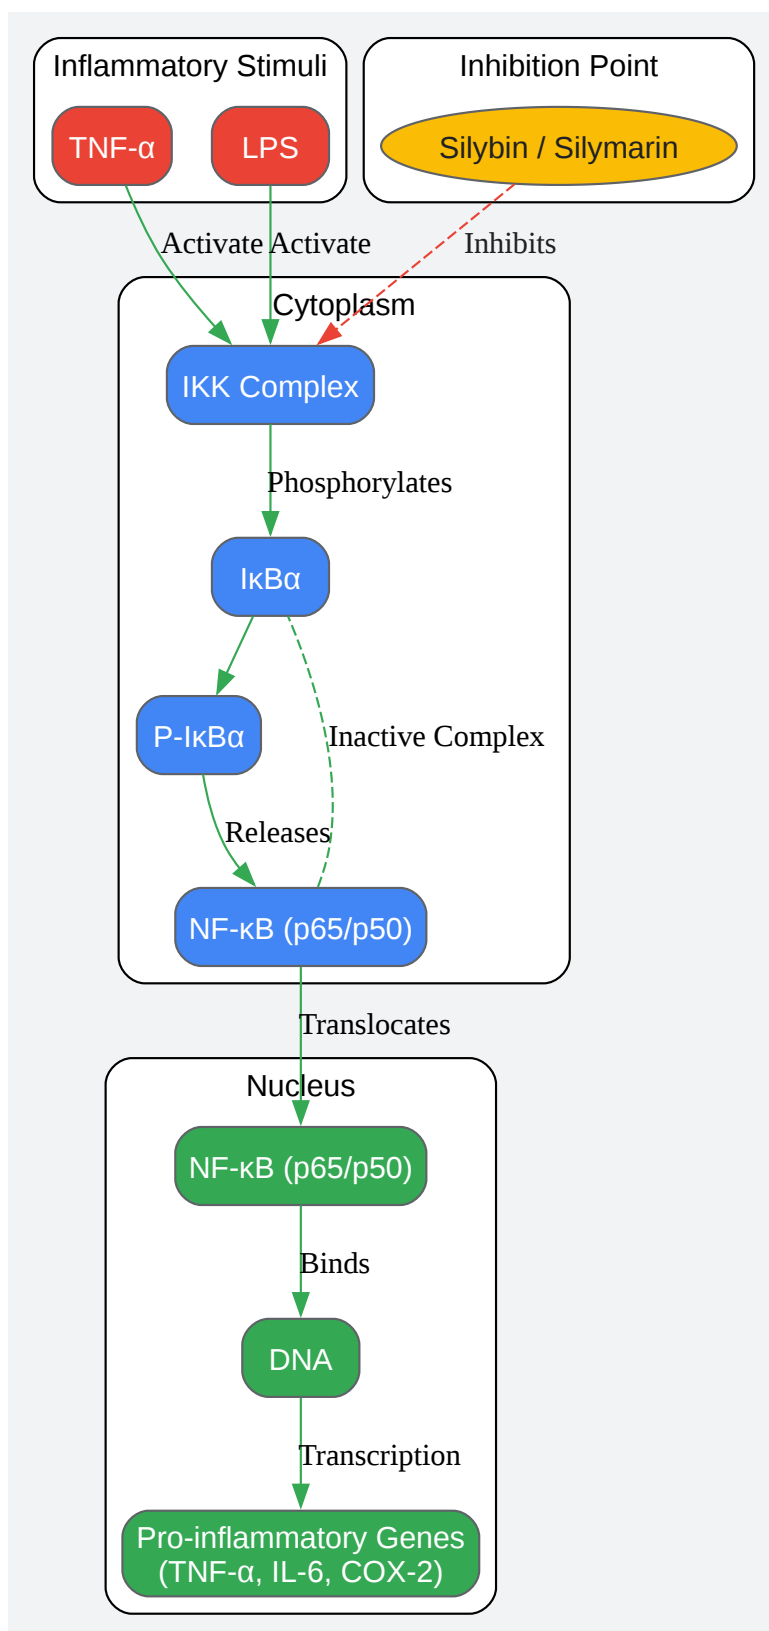 Inflammatory Stimuli
Inhibition Point
TNF-α
LPS
Silybin / Silymarin
Activate
Activate
Inhibits
Cytoplasm
IKK Complex
Phosphorylates
IκBα
P-IκBα
Inactive Complex
Releases
NF-κB (p65/p50)
Translocates
Nucleus
NF-κB (p65/p50)
Binds
DNA
Transcription
Pro-inflammatory Genes
(TNF-α, IL-6, COX-2)